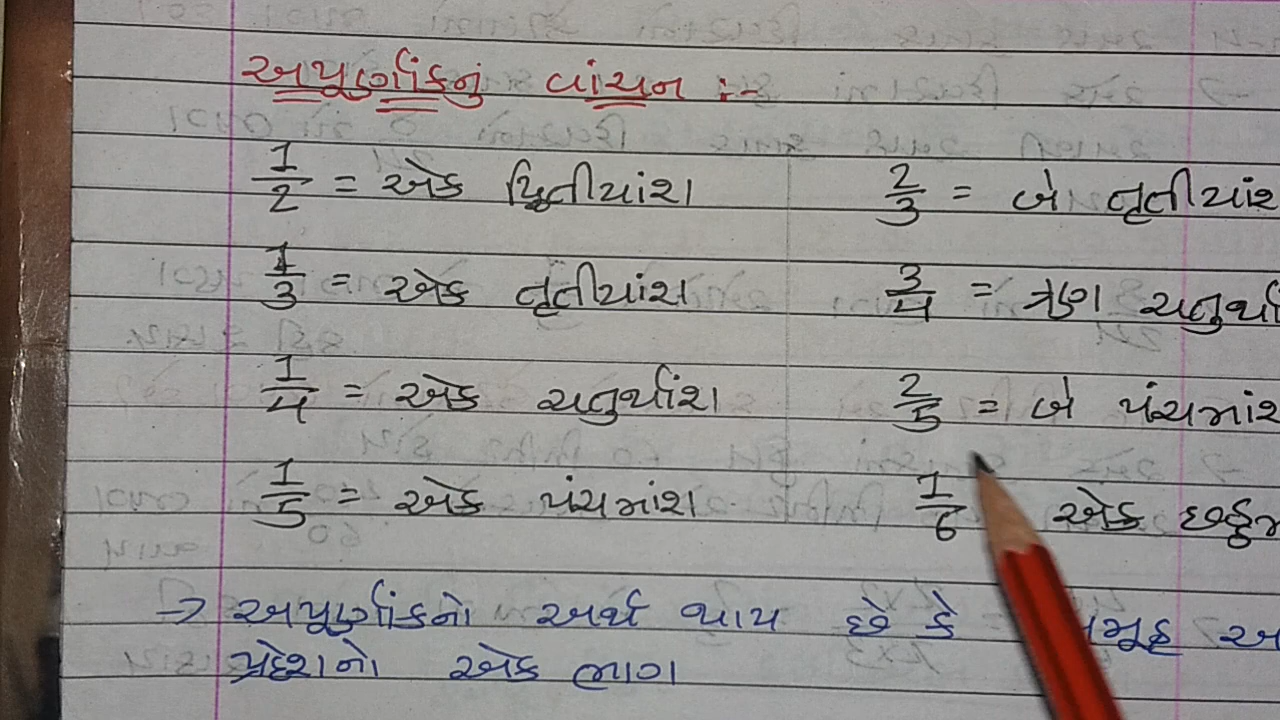 અપૂર્ણાંકનું વાંચન :-
1/2 = એક દ્વિતીયાંશ 2/3 = બે તૃતીયાંશ
1/3 = એક તૃતીયાંશ 3/4 = ત્રણ ચતુર્થાં
1/4 = એક ચતુર્થાંશ 2/5 = બે પંચમાંશ
1/5 = એક પંચમાંશ 1/6 એક
→ અપૂર્ણાંકનો અર્થ થાય છે કે સમૂહ અ
પ્રદેશનો એક ભાગ